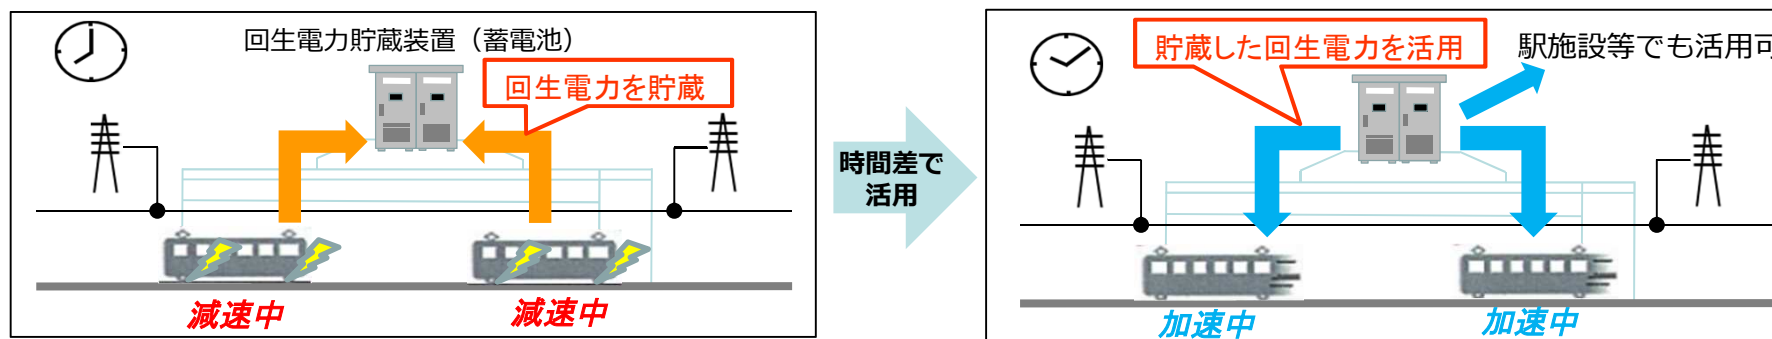 回生電力貯蔵装置（蓄電池）
回生電力を貯蔵
減速中
減速中
時間差で
活用
貯蔵した回生電力を活用
駅施設等でも活用可
加速中
加速中